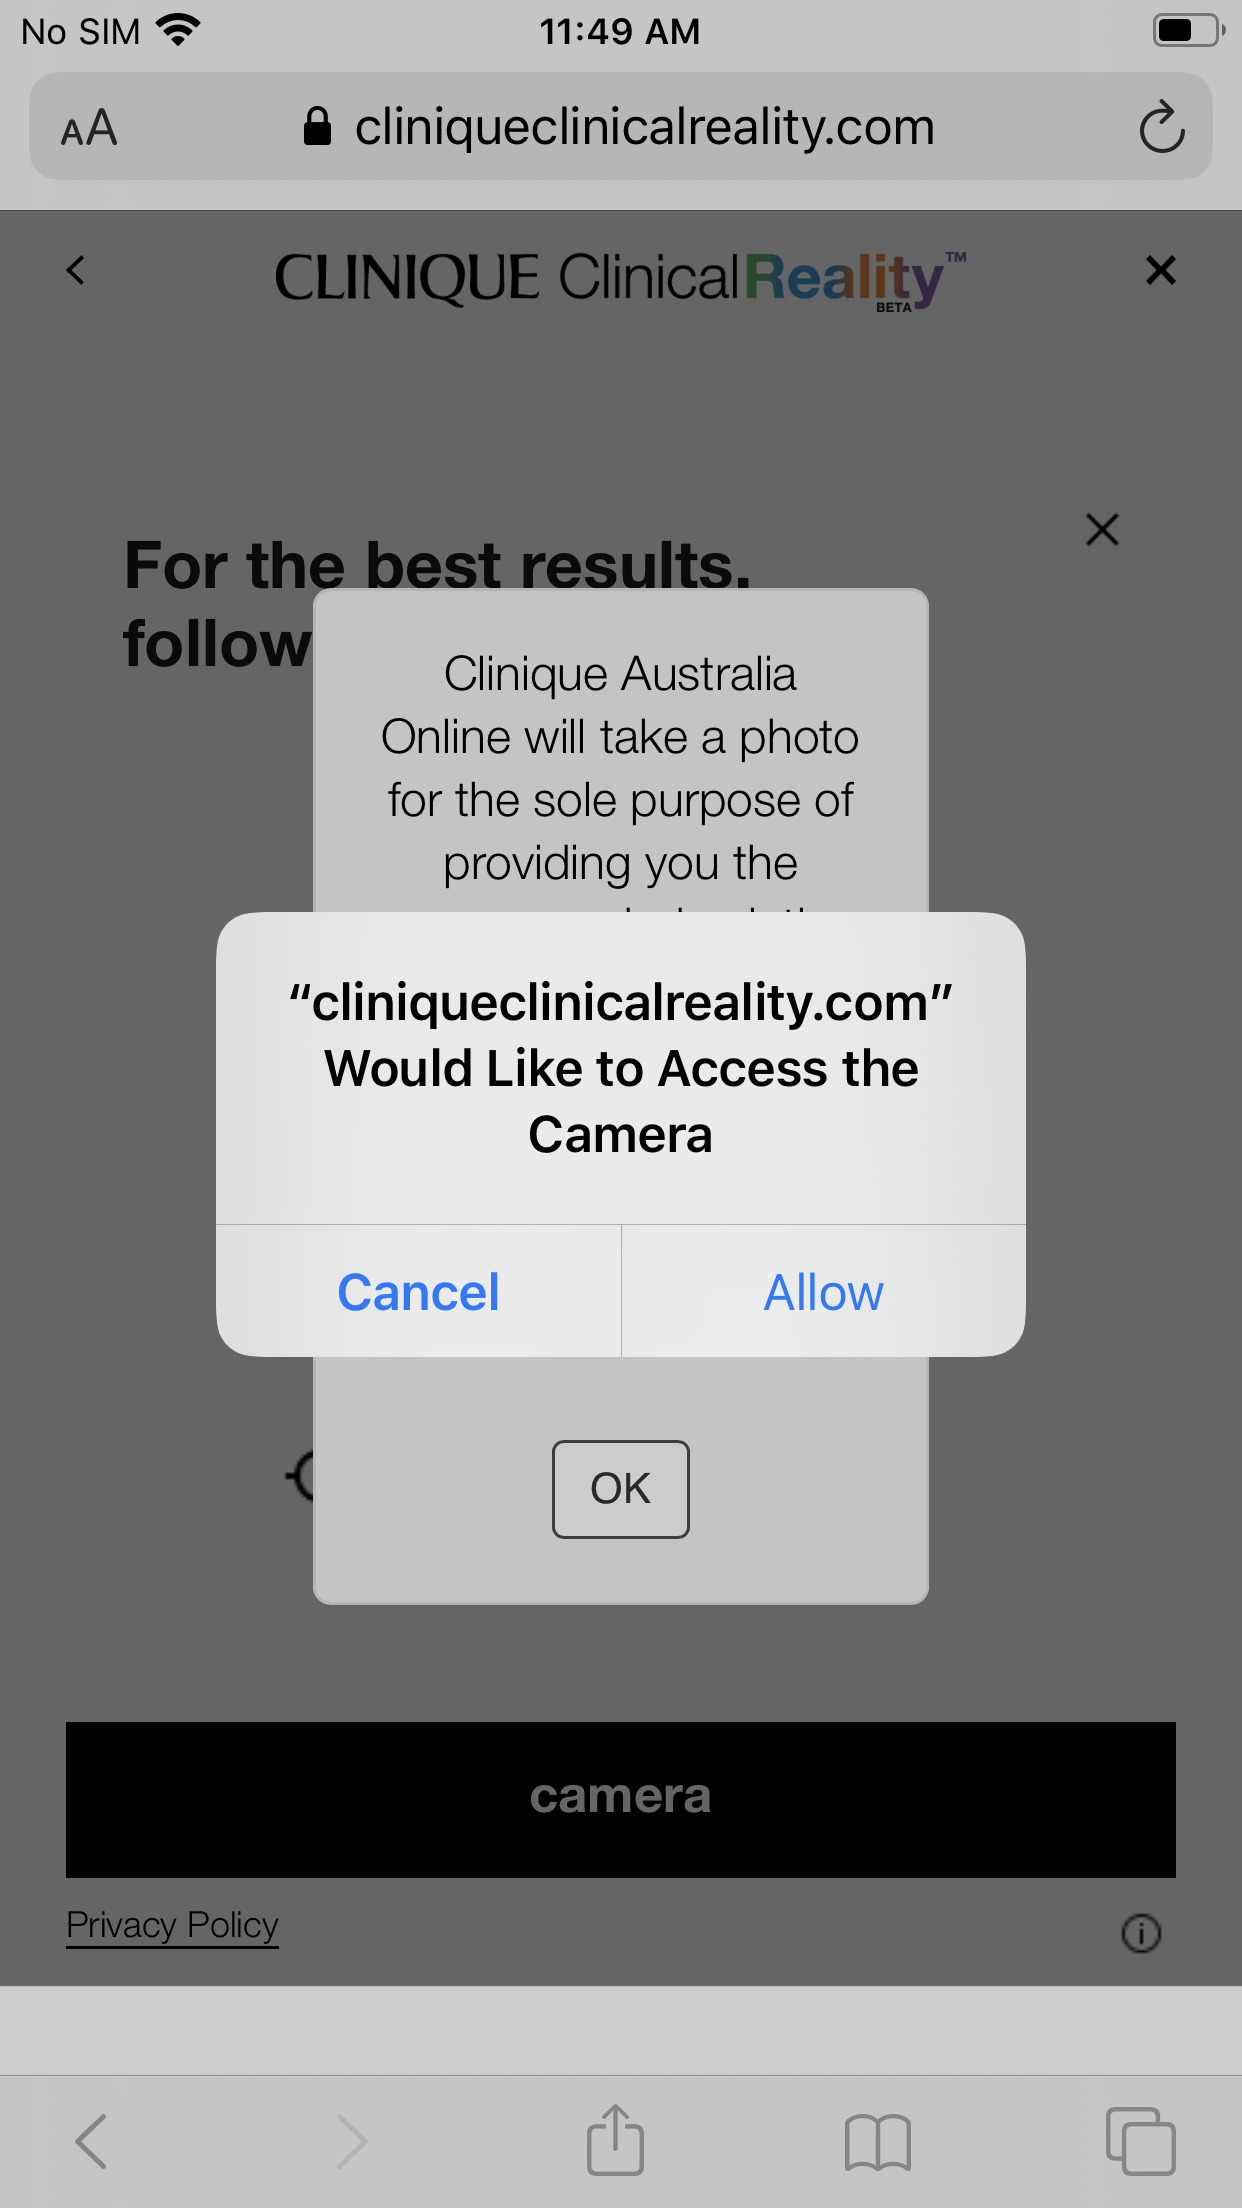 No SIM 11:49 AM
AA cliniqueclinicalreality.com
CLINIQUE Clinical Reality™
BETA
For the best results,
follow
Clinique Australia
Online will take a photo
for the sole purpose of
providing you the
“cliniqueclinicalreality.com”
Would Like to Access the
Camera
Cancel Allow
OK
camera
Privacy Policy